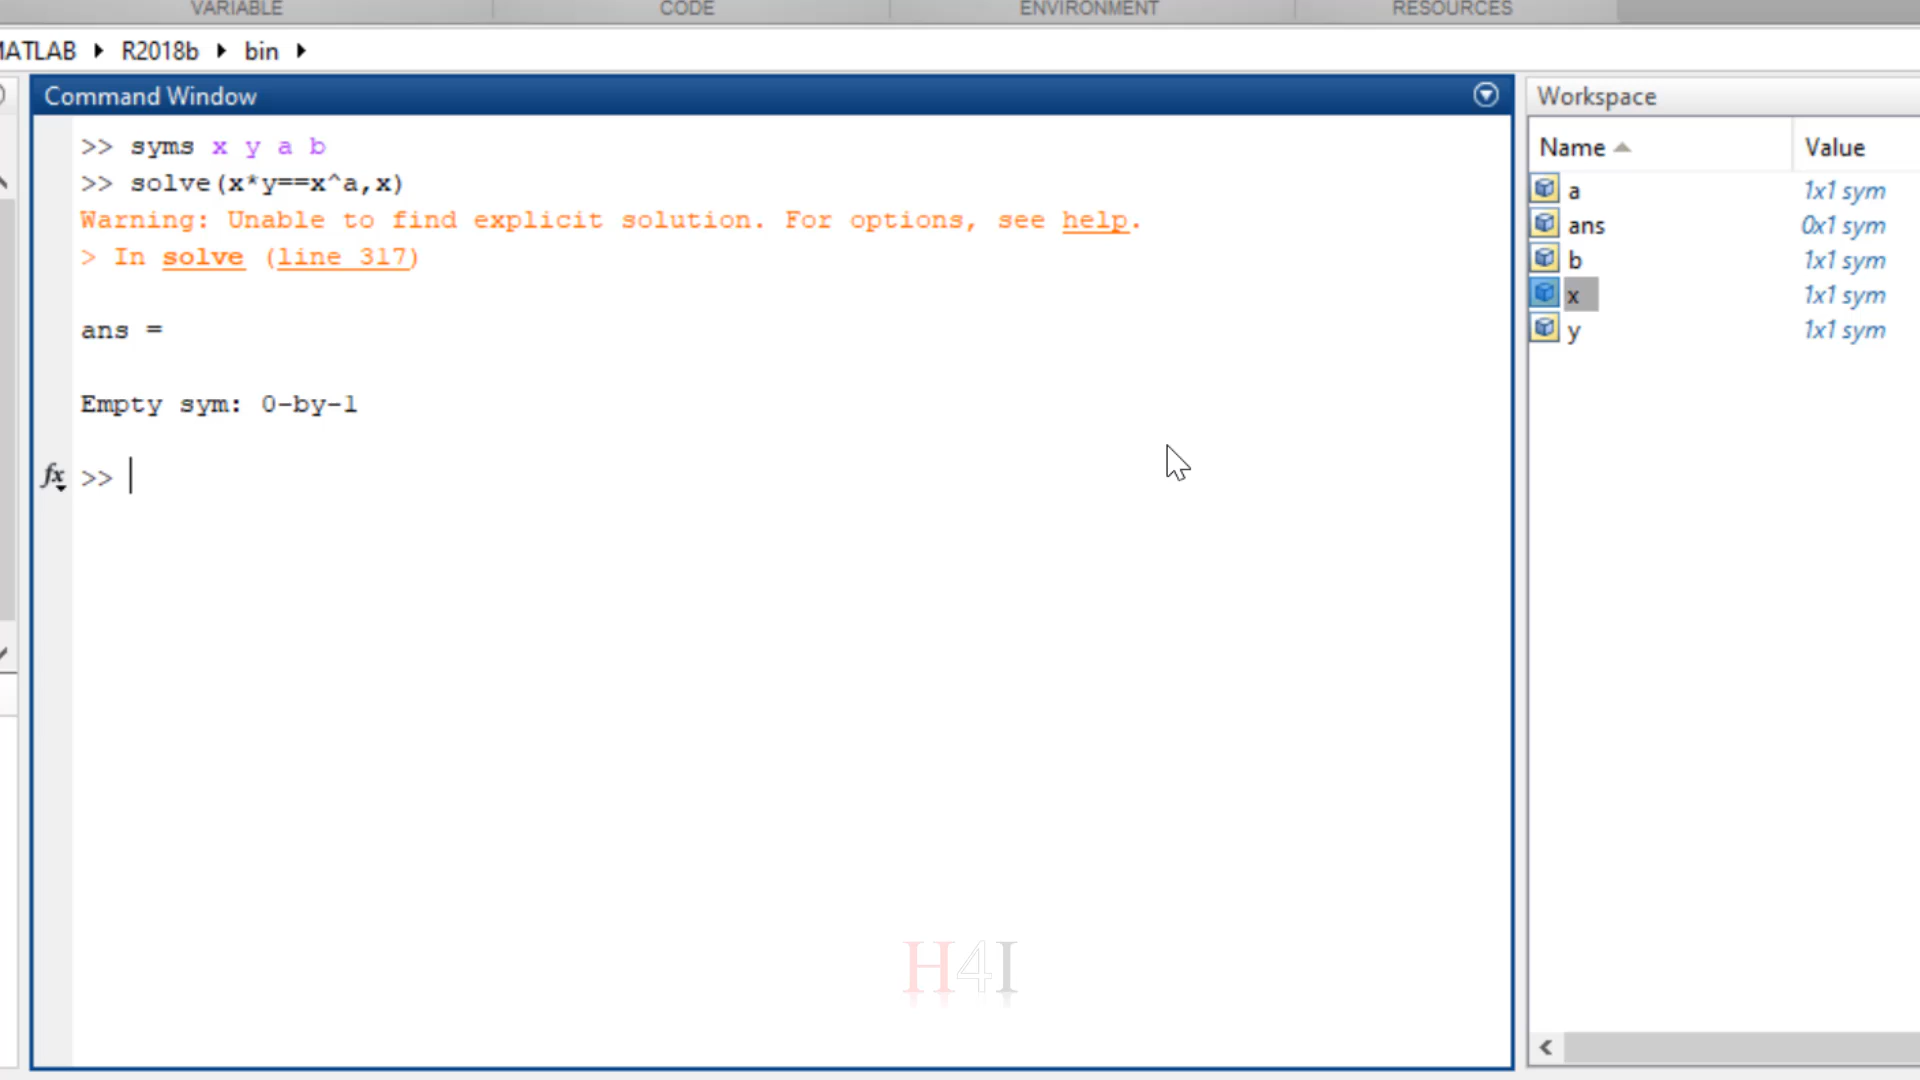 VARIABLE CODE ENVIRONMENT RESOURCES
MATLAB R2018b bin
Command Window
>> syms x y a b
>> solve(x*y==x^a,x)
Warning: Unable to find explicit solution. For options, see help.
> In solve (line 317)
ans =
Empty sym: 0-by-1
fx >>
H4I
Workspace
Name Value
a 1x1 sym
ans 0x1 sym
b 1x1 sym
x 1x1 sym
y 1x1 sym